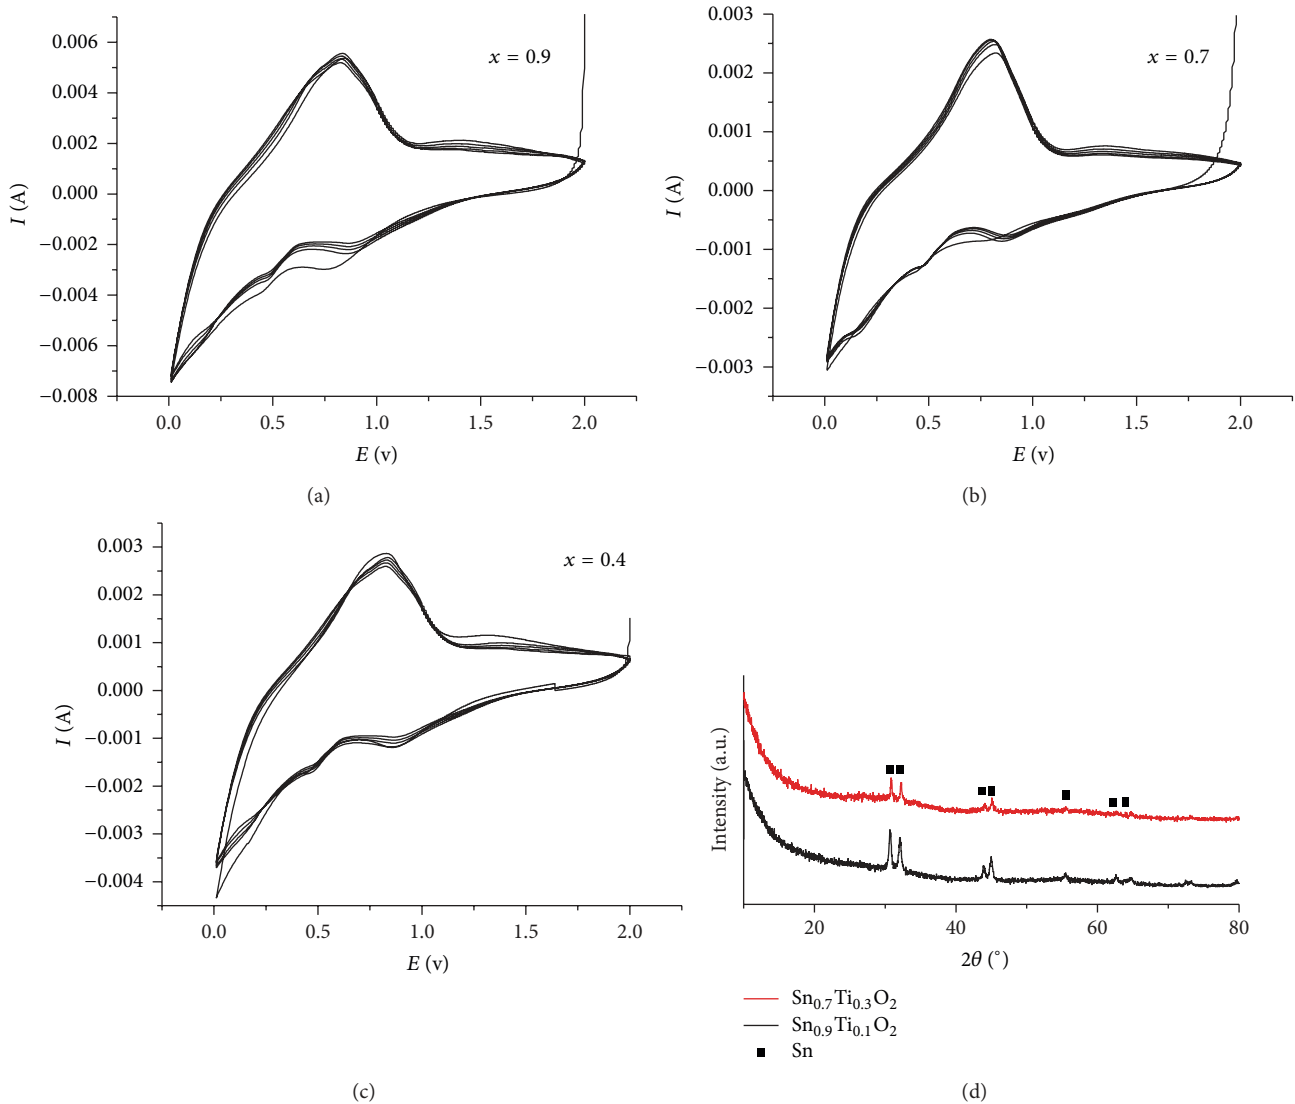 0.006
0.004
0.002
0.000
−0.002
−0.004
−0.006
−0.008
I (A)
x = 0.9
0.0 0.5 1.0 1.5 2.0
E (v)
(a)
0.003
0.002
0.001
0.000
−0.001
−0.002
−0.003
I (A)
x = 0.7
0.0 0.5 1.0 1.5 2.0
E (v)
(b)
0.003
0.002
0.001
0.000
−0.001
−0.002
−0.003
−0.004
I (A)
x = 0.4
0.0 0.5 1.0 1.5 2.0
E (v)
(c)
Intensity (a.u.)
20 40 60 80
2θ (°)
Sn0.7Ti0.3O2
Sn0.9Ti0.1O2
Sn
(d)